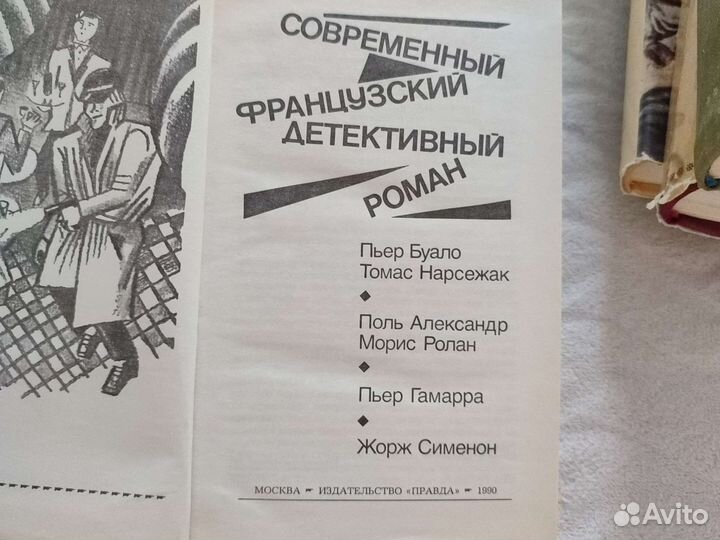 СОВРЕМЕННЫЙ
ФРАНЦУЗСКИЙ
ДЕТЕКТИВНЫЙ
РОМАН
Пьер Буало
Томас Нарсежак
Поль Александр
Морис Ролан
Пьер Гамарра
Жорж Сименон
МОСКВА ИЗДАТЕЛЬСТВО «ПРАВДА» 1990
Avito